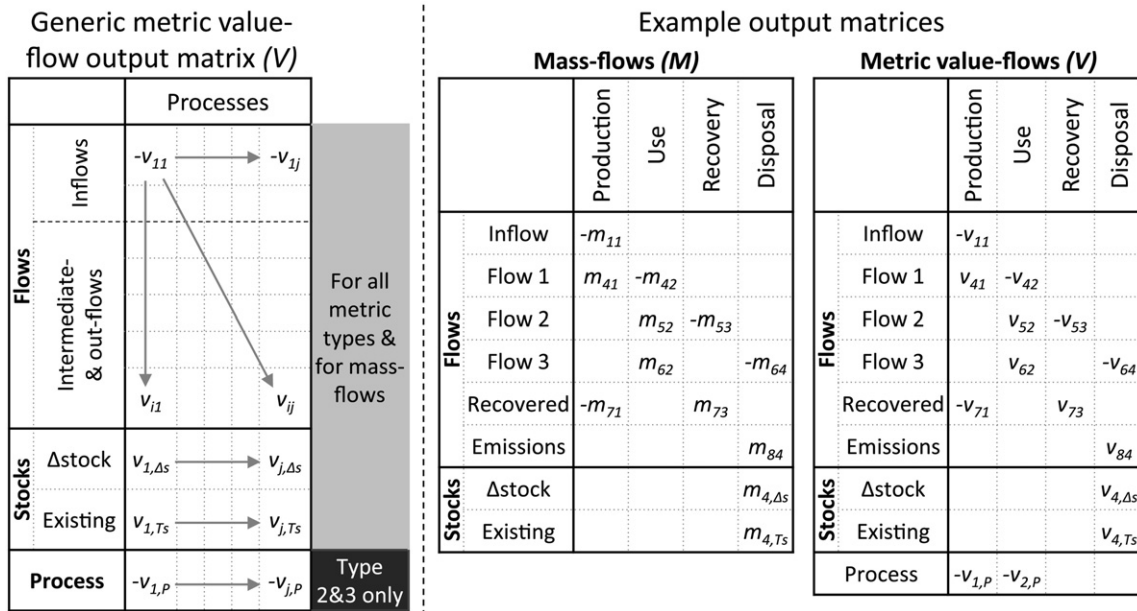 Generic metric value-
flow output matrix (V)
Processes
Flows
Inflows
-v11 -v1j
Intermediate-
& out-flows
vi1 vij
Stocks
Δstock v1,Δs vj,Δs
Existing v1,Ts vj,Ts
Process -v1,P -vj,P
For all
metric
types &
for mass-
flows
Type
2&3 only
Example output matrices
Mass-flows (M)
Production Use Recovery Disposal
Flows
Inflow -m11
Flow 1 m41 -m42
Flow 2 m52 -m53
Flow 3 m62 -m64
Recovered -m71 m73
Emissions m84
Stocks
Δstock m4,Δs
Existing m4,Ts
Metric value-flows (V)
Production Use Recovery Disposal
Flows
Inflow -v11
Flow 1 v41 -v42
Flow 2 v52 -v53
Flow 3 v62 -v64
Recovered -v71 v73
Emissions v84
Stocks
Δstock v4,Δs
Existing v4,Ts
Process -v1,P -v2,P